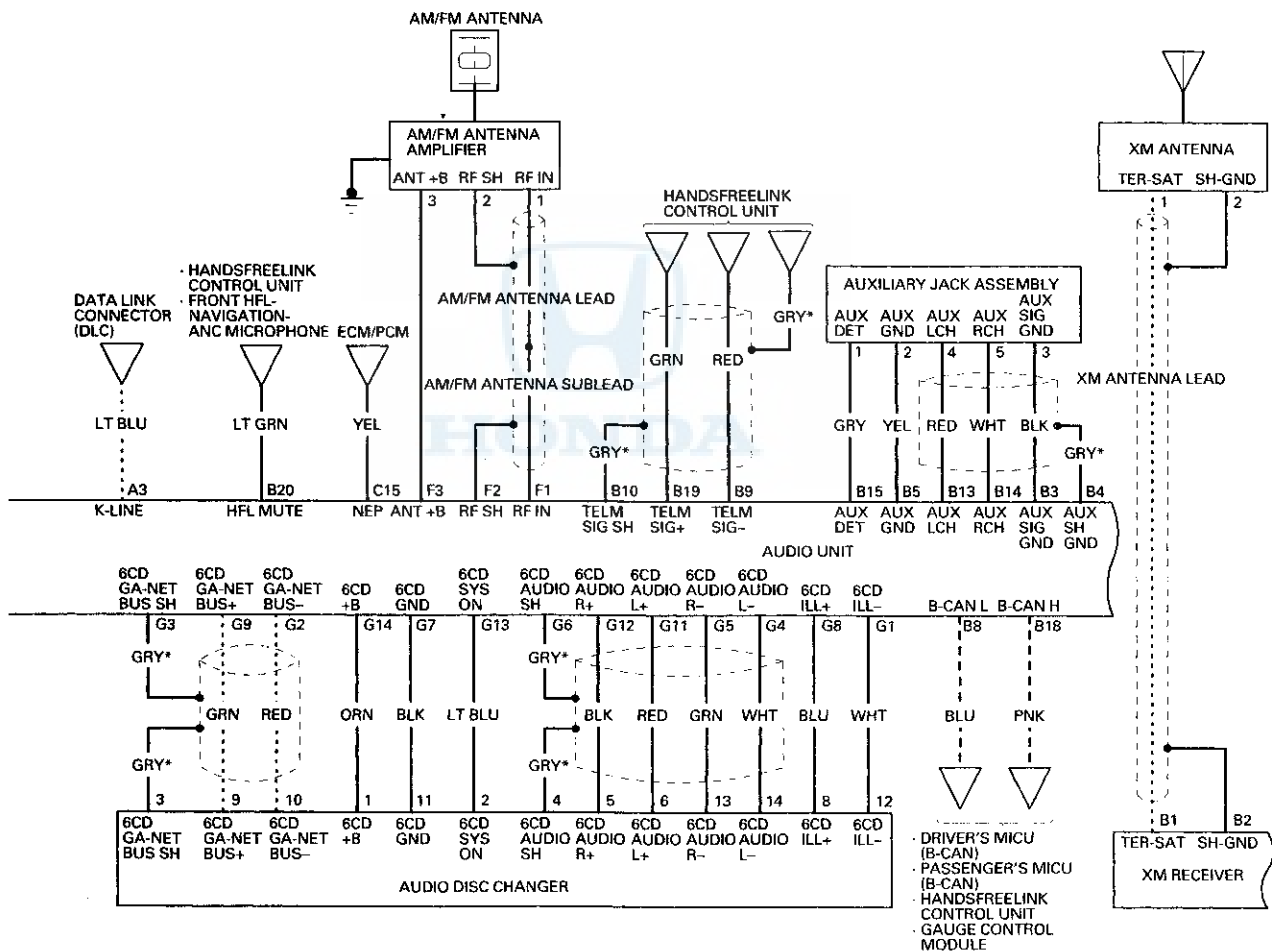 AM/FM ANTENNA
AM/FM ANTENNA
AMPLIFIER
ANT +B RF SH RF IN
3 2 1
XM ANTENNA
TER-SAT SH-GND
1 2
HANDSFREELINK
CONTROL UNIT
· HANDSFREELINK
CONTROL UNIT
· FRONT HFL-
NAVIGATION-
ANC MICROPHONE
DATA LINK
CONNECTOR
(DLC)
ECM/PCM
AM/FM ANTENNA LEAD
AM/FM ANTENNA SUBLEAD
AUXILIARY JACK ASSEMBLY
AUX
DET
AUX
GND
AUX
LCH
AUX
RCH
AUX
SIG
GND
1 2 4 5 3
XM ANTENNA LEAD
HONDA
LT BLU LT GRN YEL GRY* GRN RED GRY* GRY YEL RED WHT BLK GRY*
A3 B20 C15 F3 F2 F1 B10 B19 B9 B15 B5 B13 B14 B3 B4
K-LINE HFL MUTE NEP ANT +B RF SH RF IN
TELM
SIG SH
TELM
SIG+
TELM
SIG-
AUX
DET
AUX
GND
AUX
LCH
AUX
RCH
AUX
SIG
GND
AUX
SH
GND
AUDIO UNIT
6CD
GA-NET
BUS SH
6CD
GA-NET
BUS+
6CD
GA-NET
BUS-
6CD
+B
6CD
GND
6CD
SYS
ON
6CD
AUDIO
SH
6CD
AUDIO
R+
6CD
AUDIO
L+
6CD
AUDIO
R-
6CD
AUDIO
L-
6CD
ILL+
6CD
ILL-
B-CAN L B-CAN H
G3 G9 G2 G14 G7 G13 G6 G12 G11 G5 G4 G8 G1 B8 B18
GRY* GRY*
GRN RED ORN BLK LT BLU BLK RED GRN WHT BLU WHT BLU PNK
GRY* GRY*
3 9 10 1 11 2 4 5 6 13 14 8 12
6CD
GA-NET
BUS SH
6CD
GA-NET
BUS+
6CD
GA-NET
BUS-
6CD
+B
6CD
GND
6CD
SYS
ON
6CD
AUDIO
SH
6CD
AUDIO
R+
6CD
AUDIO
L+
6CD
AUDIO
R-
6CD
AUDIO
L-
6CD
ILL+
6CD
ILL-
AUDIO DISC CHANGER
· DRIVER'S MICU
(B-CAN)
· PASSENGER'S MICU
(B-CAN)
· HANDSFREELINK
CONTROL UNIT
· GAUGE CONTROL
MODULE
B1 B2
TER-SAT SH-GND
XM RECEIVER